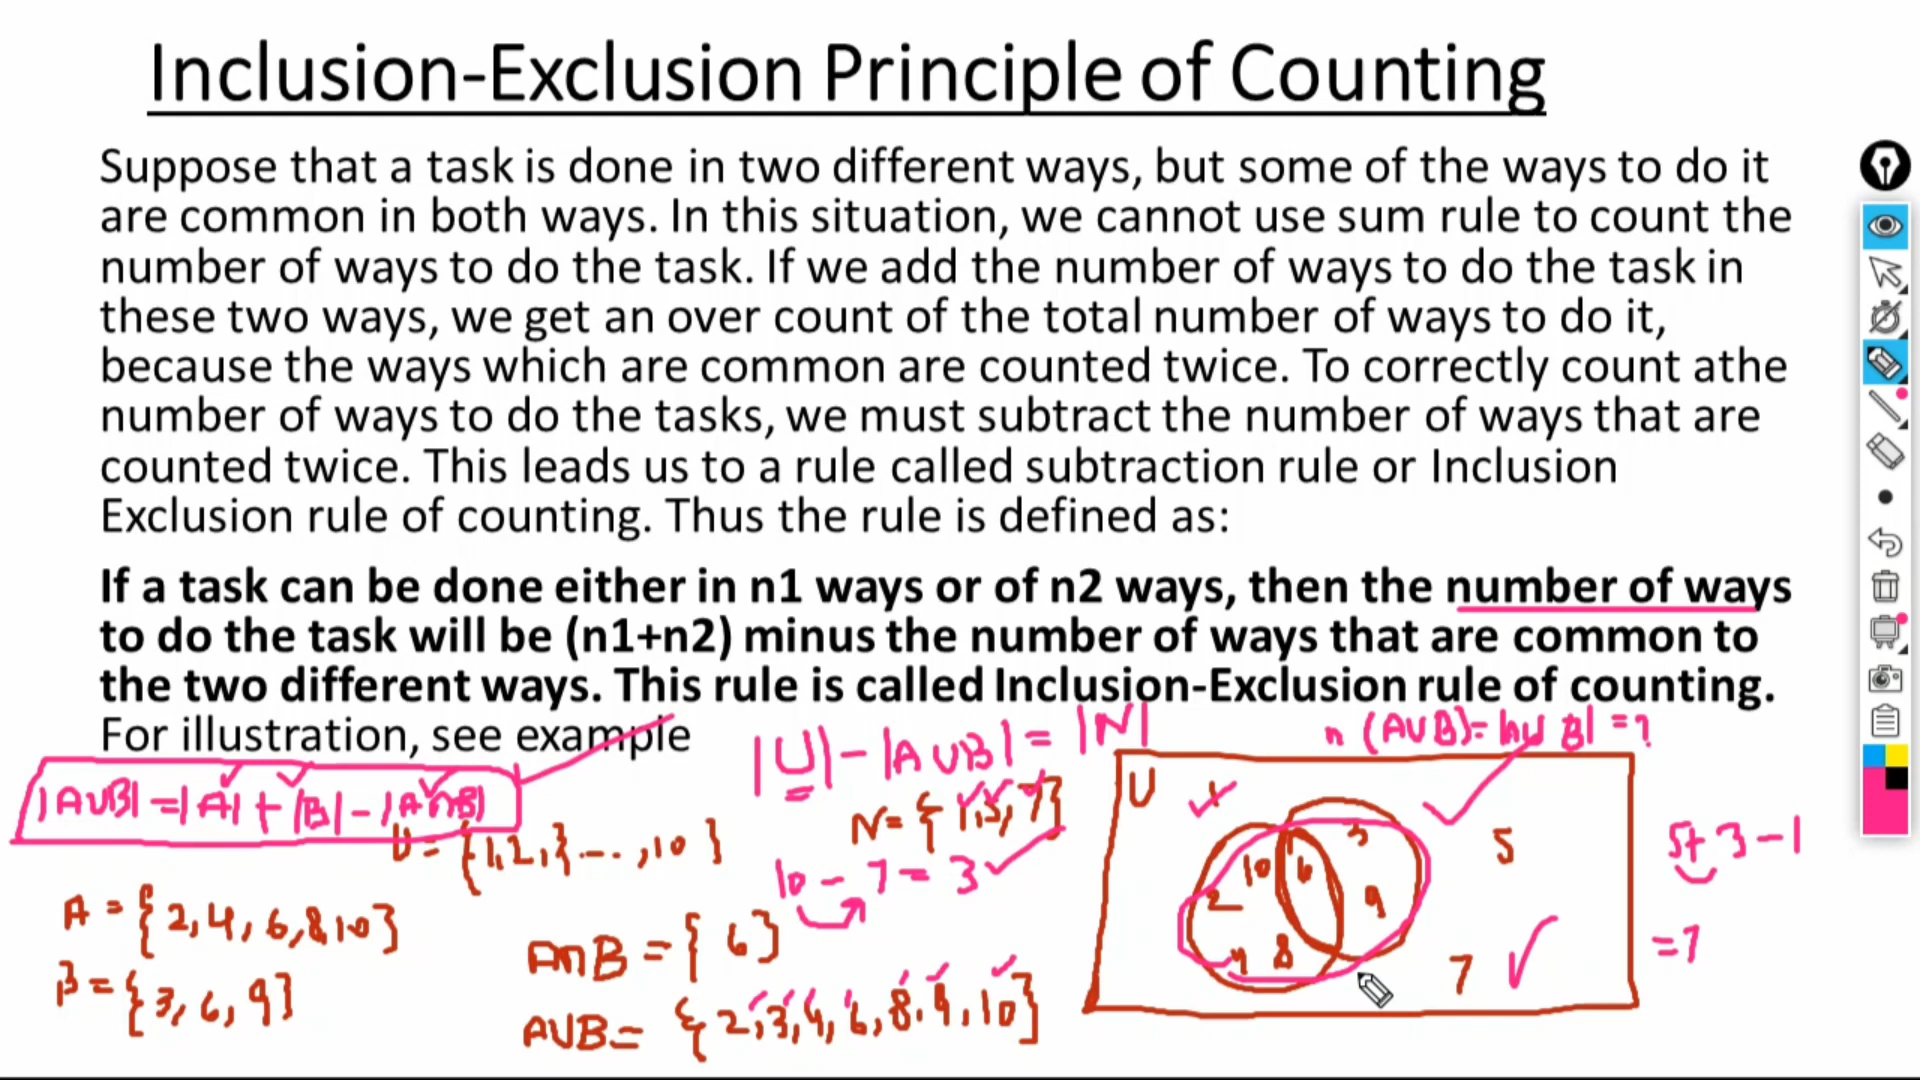 Inclusion-Exclusion Principle of Counting
Suppose that a task is done in two different ways, but some of the ways to do it
are common in both ways. In this situation, we cannot use sum rule to count the
number of ways to do the task. If we add the number of ways to do the task in
these two ways, we get an over count of the total number of ways to do it,
because the ways which are common are counted twice. To correctly count athe
number of ways to do the tasks, we must subtract the number of ways that are
counted twice. This leads us to a rule called subtraction rule or Inclusion
Exclusion rule of counting. Thus the rule is defined as:
If a task can be done either in n1 ways or of n2 ways, then the number of ways
to do the task will be (n1+n2) minus the number of ways that are common to
the two different ways. This rule is called Inclusion-Exclusion rule of counting.
For illustration, see example
|U| - |A∪B| = |N|
n (A∪B) = |A∪B| = ?
|A∪B| = |A| + |B| - |A∩B|
N = { 1, 5, 7 }
U = {1, 2, 3 ..., 10 }
10 - 7 = 3
A = {2, 4, 6, 8, 10}
B = {3, 6, 9}
A∩B = { 6 }
A∪B = { 2, 3, 4, 6, 8, 9, 10}
U 1
3 5
10 6
2 9
4 8 7
5 + 3 - 1
= 7